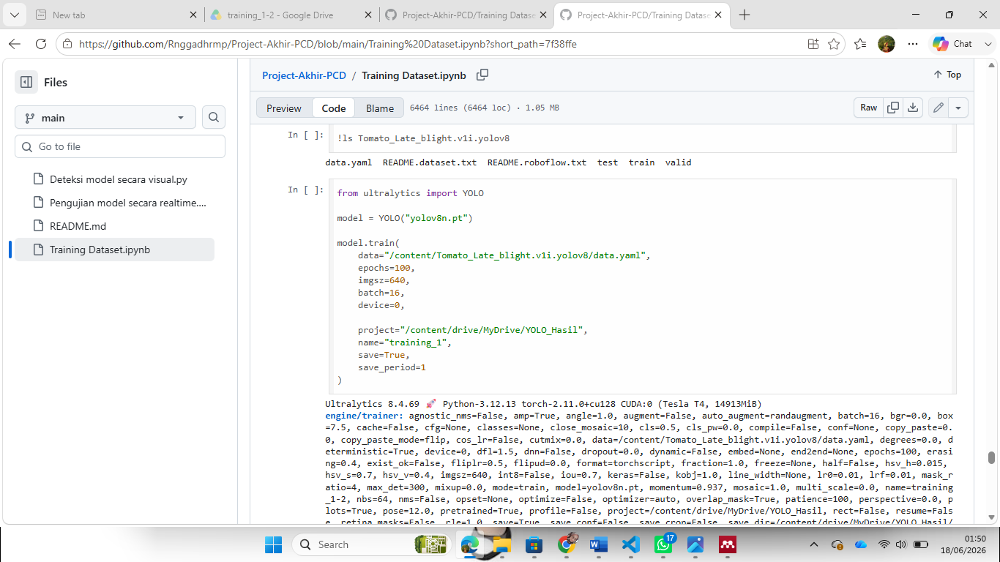 New tab
training_1-2 - Google Drive
Project-Akhir-PCD/Training Datase
Project-Akhir-PCD/Training Datase
https://github.com/Rnggadhrmp/Project-Akhir-PCD/blob/main/Training%20Dataset.ipynb?short_path=7f38ffe
Chat
Files
main
Go to file
Deteksi model secara visual.py
Pengujian model secara realtime....
README.md
Training Dataset.ipynb
Project-Akhir-PCD / Training Dataset.ipynb
Top
Preview Code Blame 6464 lines (6464 loc) · 1.05 MB
Raw
In [ ]: !ls Tomato_Late_blight.v1i.yolov8
data.yaml README.dataset.txt README.roboflow.txt test train valid
In [ ]: from ultralytics import YOLO
model = YOLO("yolov8n.pt")
model.train(
data="/content/Tomato_Late_blight.v1i.yolov8/data.yaml",
epochs=100,
imgsz=640,
batch=16,
device=0,
project="/content/drive/MyDrive/YOLO_Hasil",
name="training_1",
save=True,
save_period=1
)
Ultralytics 8.4.69 🚀 Python-3.12.13 torch-2.11.0+cu128 CUDA:0 (Tesla T4, 14913MiB)
engine/trainer: agnostic_nms=False, amp=True, angle=1.0, augment=False, auto_augment=randaugment, batch=16, bgr=0.0, box
=7.5, cache=False, cfg=None, classes=None, close_mosaic=10, cls=0.5, cls_pw=0.0, compile=False, conf=None, copy_paste=0.
0, copy_paste_mode=flip, cos_lr=False, cutmix=0.0, data=/content/Tomato_Late_blight.v1i.yolov8/data.yaml, degrees=0.0, d
eterministic=True, device=0, dfl=1.5, dnn=False, dropout=0.0, dynamic=False, embed=None, end2end=None, epochs=100, erasi
ng=0.4, exist_ok=False, fliplr=0.5, flipud=0.0, format=torchscript, fraction=1.0, freeze=None, half=False, hsv_h=0.015,
hsv_s=0.7, hsv_v=0.4, imgsz=640, int8=False, iou=0.7, keras=False, kobj=1.0, line_width=None, lr0=0.01, lrf=0.01, mask_r
atio=4, max_det=300, mixup=0.0, mode=train, model=yolov8n.pt, momentum=0.937, mosaic=1.0, multi_scale=0.0, name=training
_1-2, nbs=64, nms=False, opset=None, optimize=False, optimizer=auto, overlap_mask=True, patience=100, perspective=0.0, p
lots=True, pose=12.0, pretrained=True, profile=False, project=/content/drive/MyDrive/YOLO_Hasil, rect=False, resume=Fals
e, retina_masks=False, rle=1.0, save=True, save_conf=False, save_crop=False, save_dir=/content/drive/MyDrive/YOLO_Hasil/
Search
17
01:50
18/06/2026